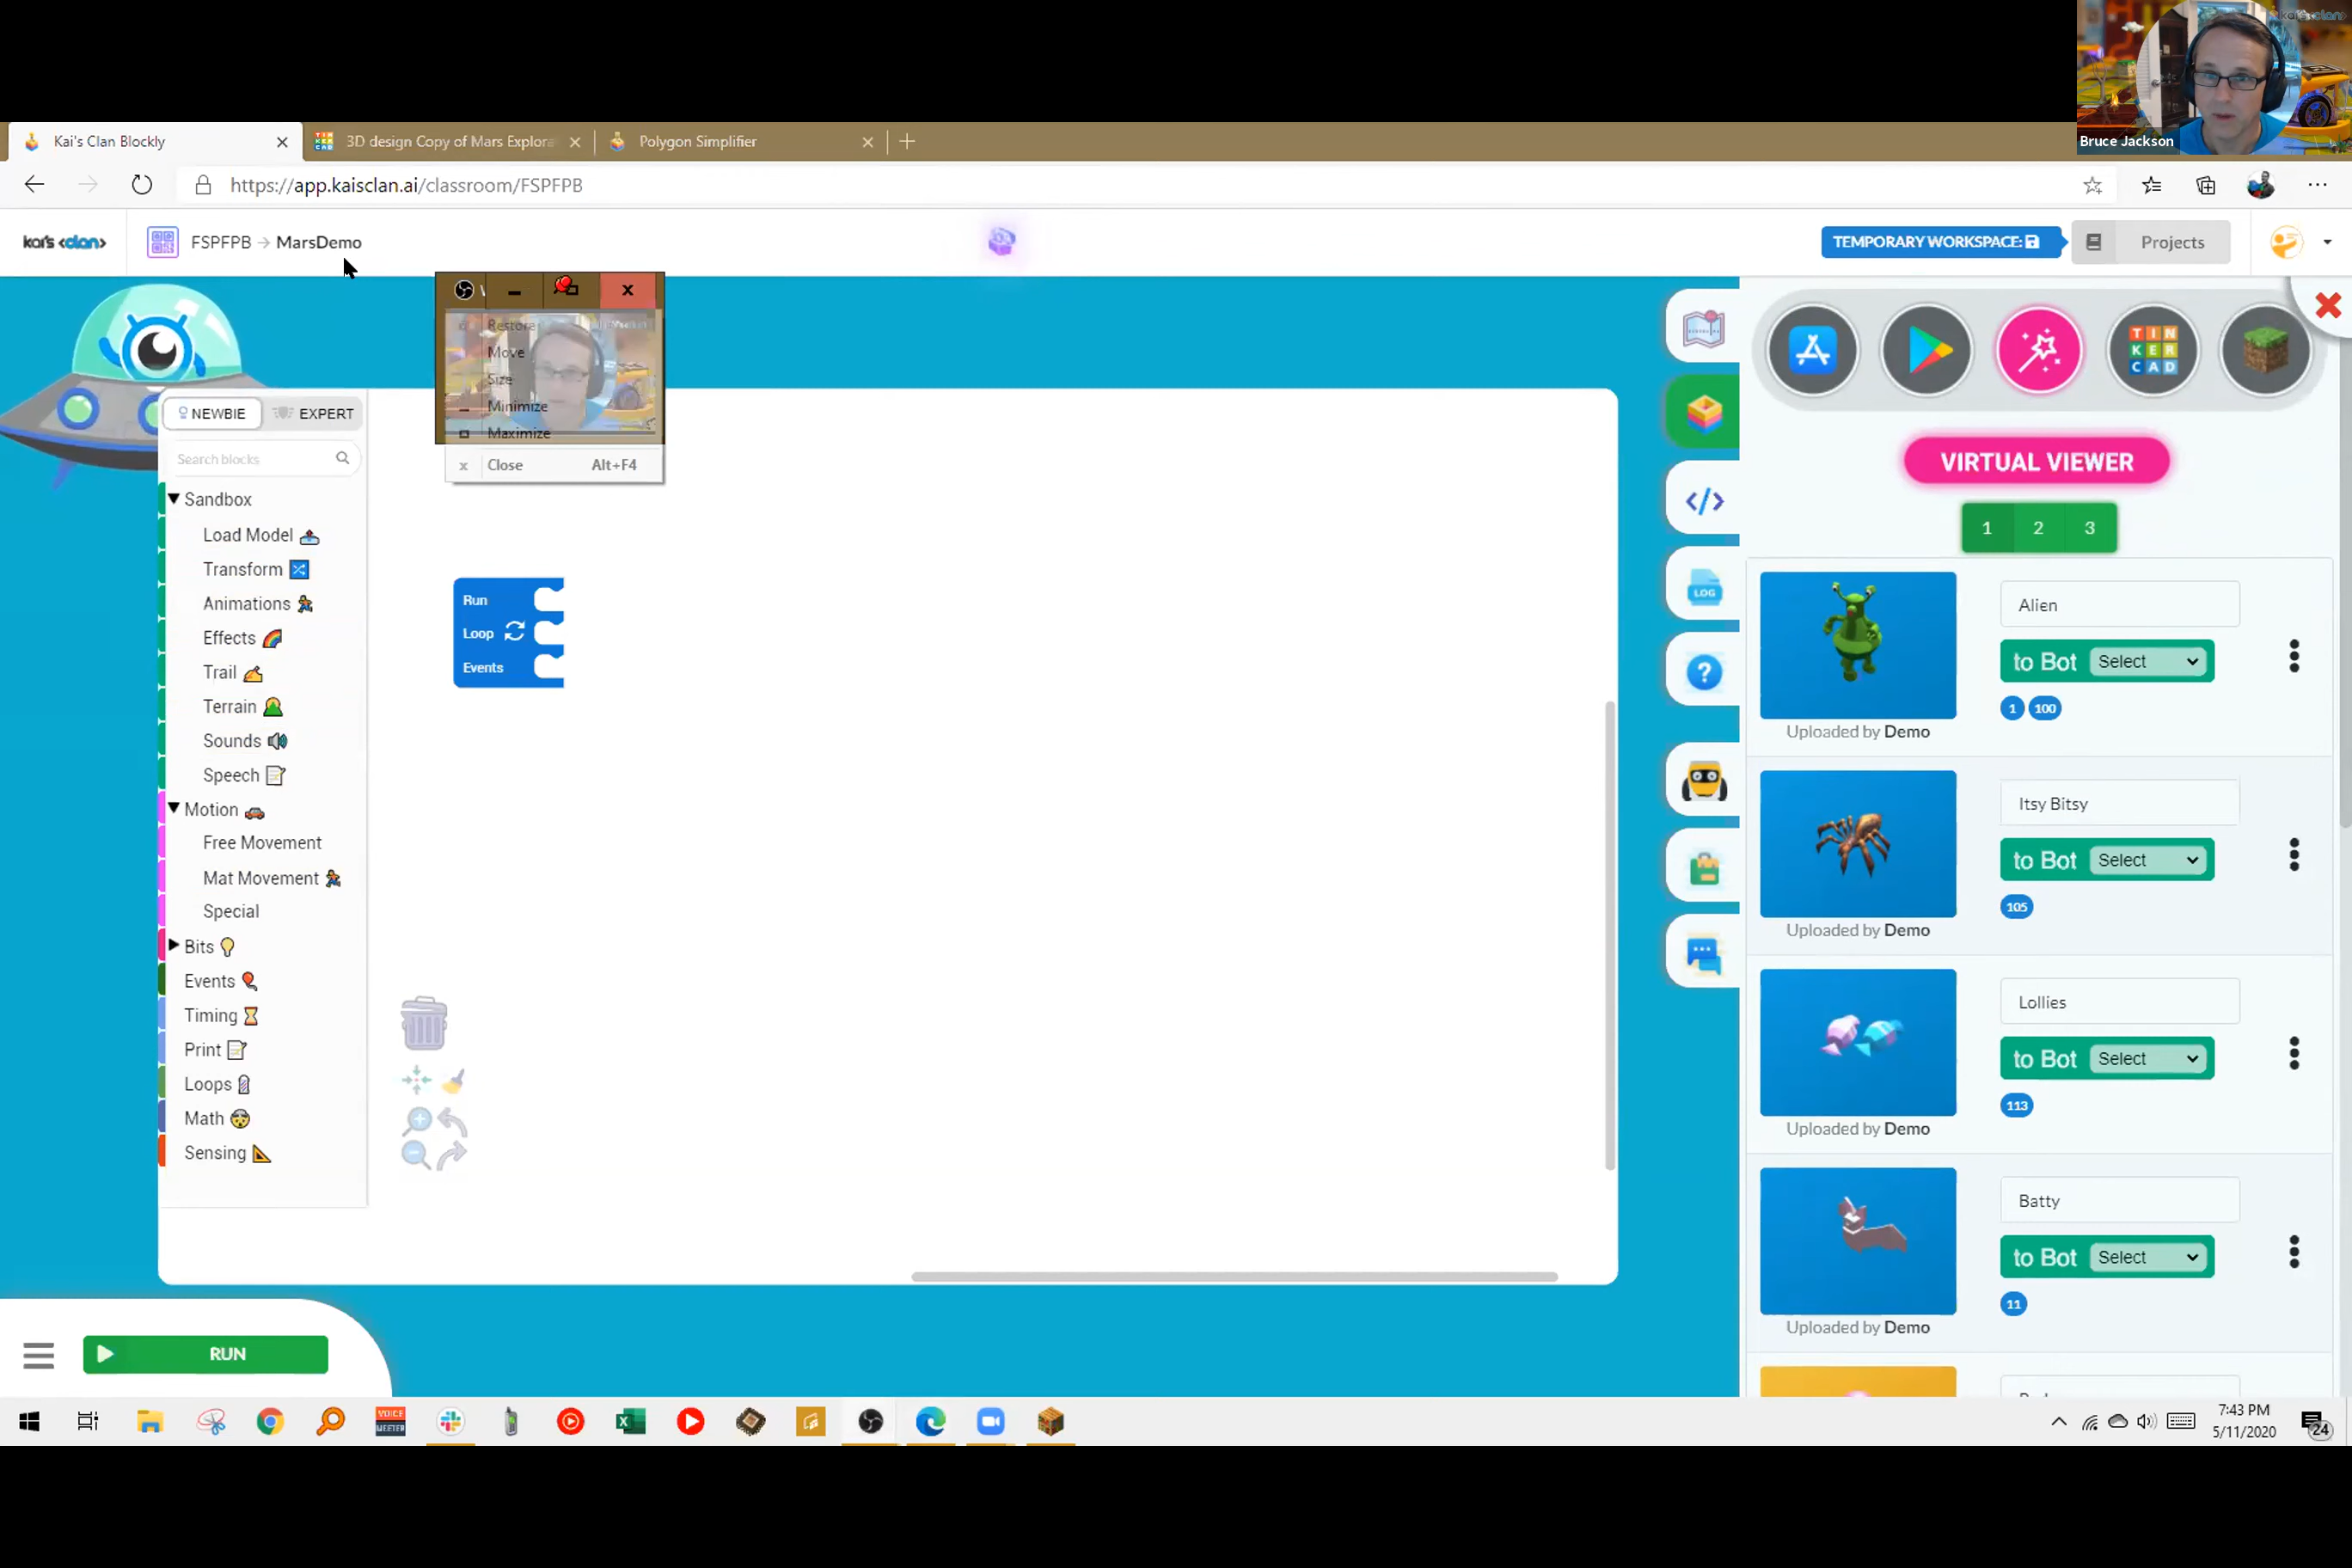 Bruce Jackson
Kai's Clan Blockly
3D design Copy of Mars Explora
Polygon Simplifier
https://app.kaisclan.ai/classroom/FSPFPB
kai's <clan>
FSPFPB → MarsDemo
TEMPORARY WORKSPACE:
Projects
Restore
Move
Size
Minimize
Maximize
Close Alt+F4
NEWBIE
EXPERT
Search blocks
Sandbox
Load Model
Transform
Animations
Effects
Trail
Terrain
Sounds
Speech
Motion
Free Movement
Mat Movement
Special
Bits
Events
Timing
Print
Loops
Math
Sensing
Run
Loop
Events
LOG
?
TIN
KER
CAD
VIRTUAL VIEWER
1 2 3
Alien
to Bot Select
1 100
Uploaded by Demo
Itsy Bitsy
to Bot Select
105
Uploaded by Demo
Lollies
to Bot Select
113
Uploaded by Demo
Batty
to Bot Select
11
Uploaded by Demo
RUN
VOICE
MEETER
7:43 PM
5/11/2020
24